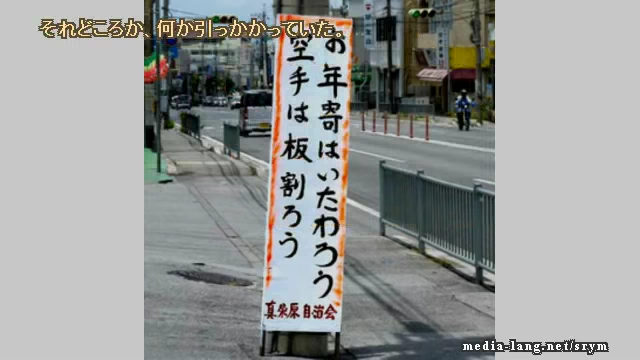 それどころか、何か引っかかっていた。
お年寄はいたわろう
空手は板割ろう
真栄原自治会
media-lang.net/srym